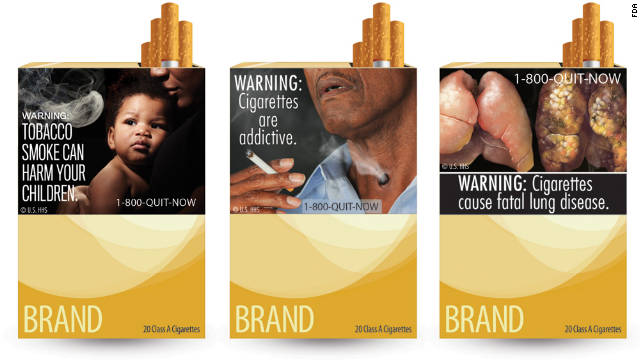 FDA
WARNING:
TOBACCO
SMOKE CAN
HARM YOUR
CHILDREN.
1-800-QUIT-NOW
© U.S. HHS
BRAND
20 Class A Cigarettes
WARNING:
Cigarettes
are
addictive.
© U.S. HHS
1-800-QUIT-NOW
BRAND
20 Class A Cigarettes
1-800-QUIT-NOW
© U.S. HHS
WARNING: Cigarettes
cause fatal lung disease.
BRAND
20 Class A Cigarettes